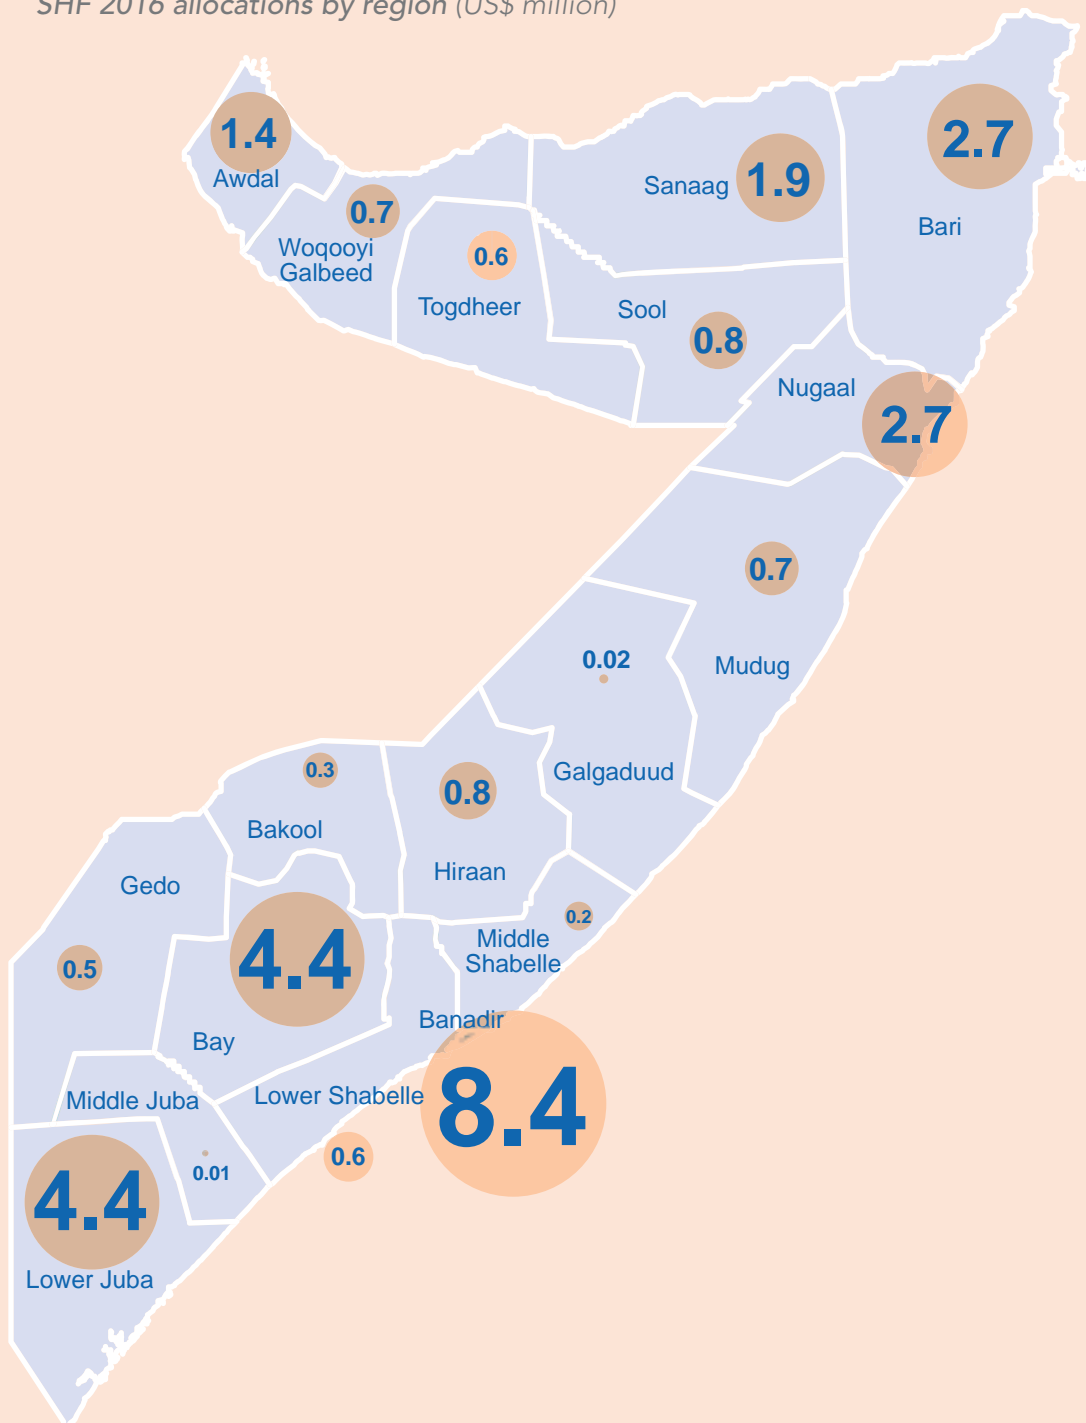 SHF 2016 allocations by region (US$ million)
1.4
Awdal
2.7
Bari
Sanaag 1.9
0.7
Woqooyi
Galbeed
0.6
Togdheer
Sool
0.8
Nugaal
2.7
0.7
Mudug
0.02
Galgaduud
0.3
Bakool
0.8
Hiraan
Gedo
0.5
4.4
Bay
0.2
Middle
Shabelle
Banadir
8.4
Middle Juba
0.01
Lower Shabelle
0.6
4.4
Lower Juba